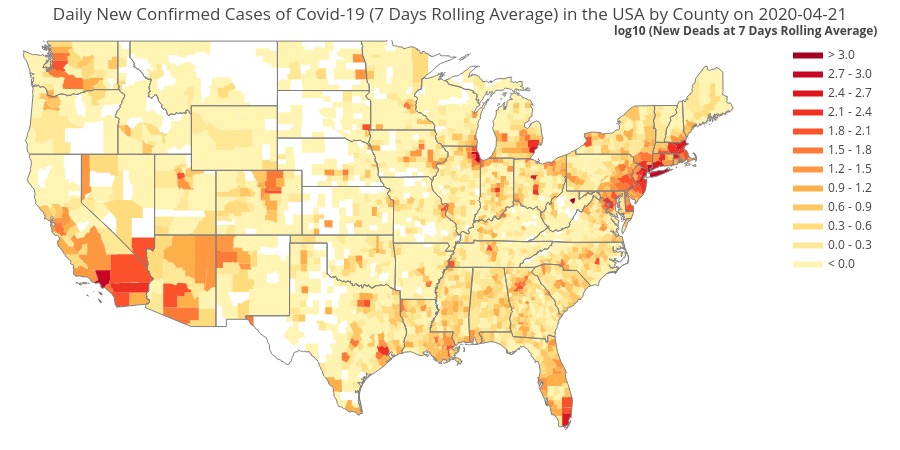 Daily New Confirmed Cases of Covid-19 (7 Days Rolling Average) in the USA by County on 2020-04-21
log10 (New Deads at 7 Days Rolling Average)
> 3.0
2.7 - 3.0
2.4 - 2.7
2.1 - 2.4
1.8 - 2.1
1.5 - 1.8
1.2 - 1.5
0.9 - 1.2
0.6 - 0.9
0.3 - 0.6
0.0 - 0.3
< 0.0